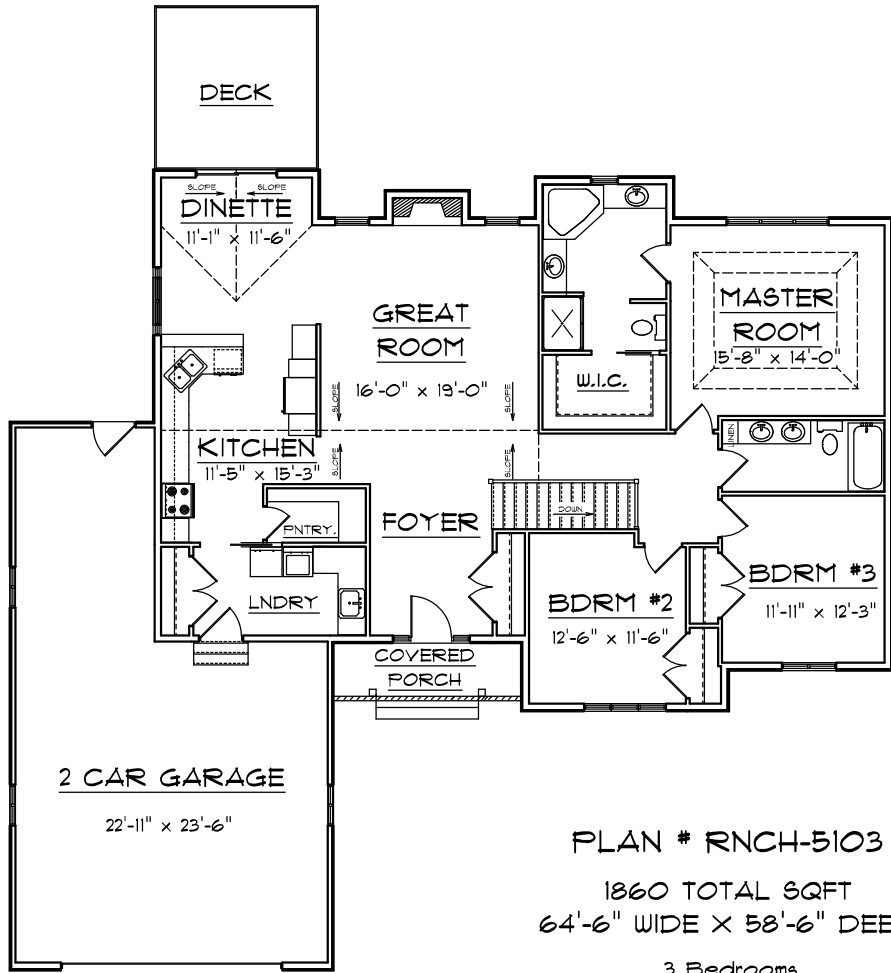 DECK
SLOPE SLOPE
DINETTE
11'-1" x 11'-6"
GREAT
ROOM
16'-0" x 19'-0"
SLOPE
SLOPE
SLOPE
SLOPE
MASTER
ROOM
15'-8" x 14'-0"
W.I.C.
LINEN
KITCHEN
11'-5" x 15'-3"
PNTRY.
FOYER
DOWN
LNDRY
BDRM #2
12'-6" x 11'-6"
BDRM #3
11'-11" x 12'-3"
COVERED
PORCH
2 CAR GARAGE
22'-11" x 23'-6"
PLAN # RNCH-5103
1860 TOTAL SQFT
64'-6" WIDE X 58'-6" DEE
3 Bedrooms